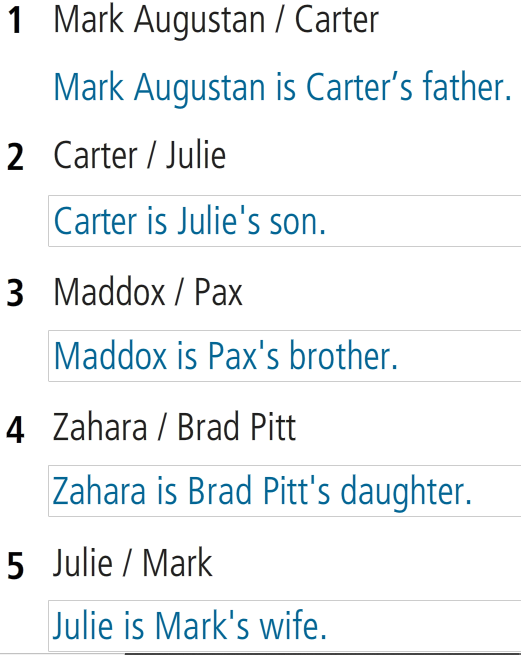 1 Mark Augustan / Carter
Mark Augustan is Carter’s father.
2 Carter / Julie
Carter is Julie's son.
3 Maddox / Pax
Maddox is Pax's brother.
4 Zahara / Brad Pitt
Zahara is Brad Pitt's daughter.
5 Julie / Mark
Julie is Mark's wife.